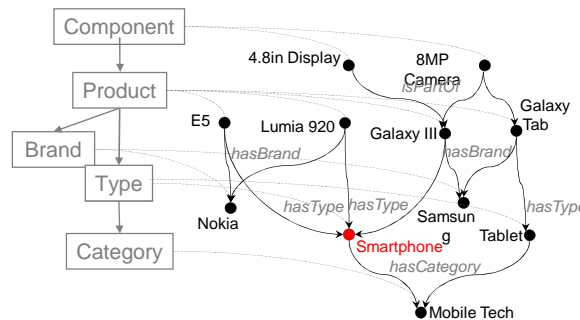 Component
4.8in Display
8MP
Camera
isPartOf
Product
E5
Lumia 920
Galaxy III
Galaxy
Tab
Brand
hasBrand
hasBrand
Type
hasType
hasType
hasType
Nokia
Samsun
g
Smartphone
Tablet
Category
hasCategory
Mobile Tech